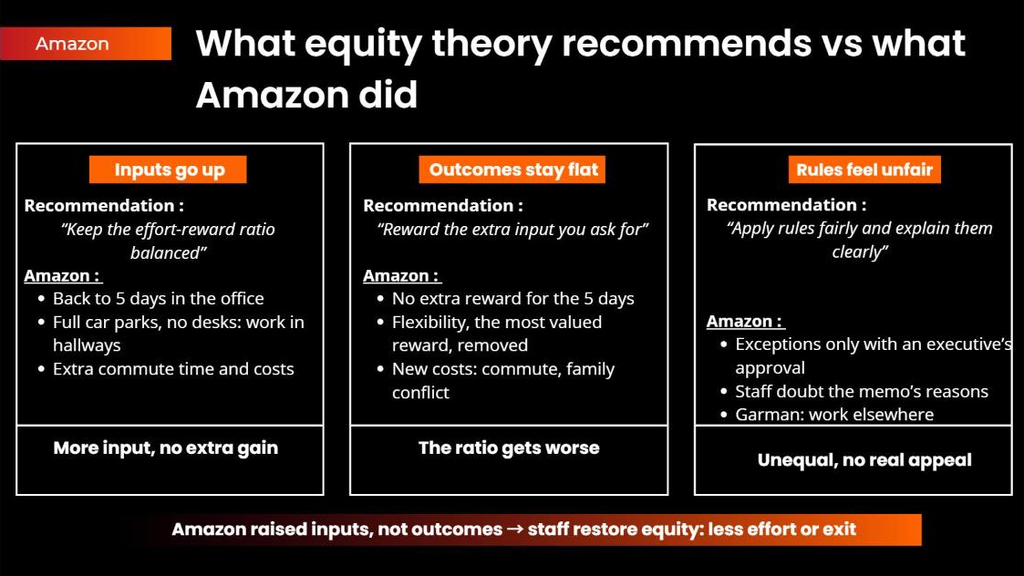 Amazon
What equity theory recommends vs what
Amazon did
Inputs go up
Recommendation :
“Keep the effort-reward ratio
balanced”
Amazon :
• Back to 5 days in the office
• Full car parks, no desks: work in
hallways
• Extra commute time and costs
More input, no extra gain
Outcomes stay flat
Recommendation :
“Reward the extra input you ask for”
Amazon :
• No extra reward for the 5 days
• Flexibility, the most valued
reward, removed
• New costs: commute, family
conflict
The ratio gets worse
Rules feel unfair
Recommendation :
“Apply rules fairly and explain them
clearly”
Amazon :
• Exceptions only with an executive’s
approval
• Staff doubt the memo’s reasons
• Garman: work elsewhere
Unequal, no real appeal
Amazon raised inputs, not outcomes → staff restore equity: less effort or exit